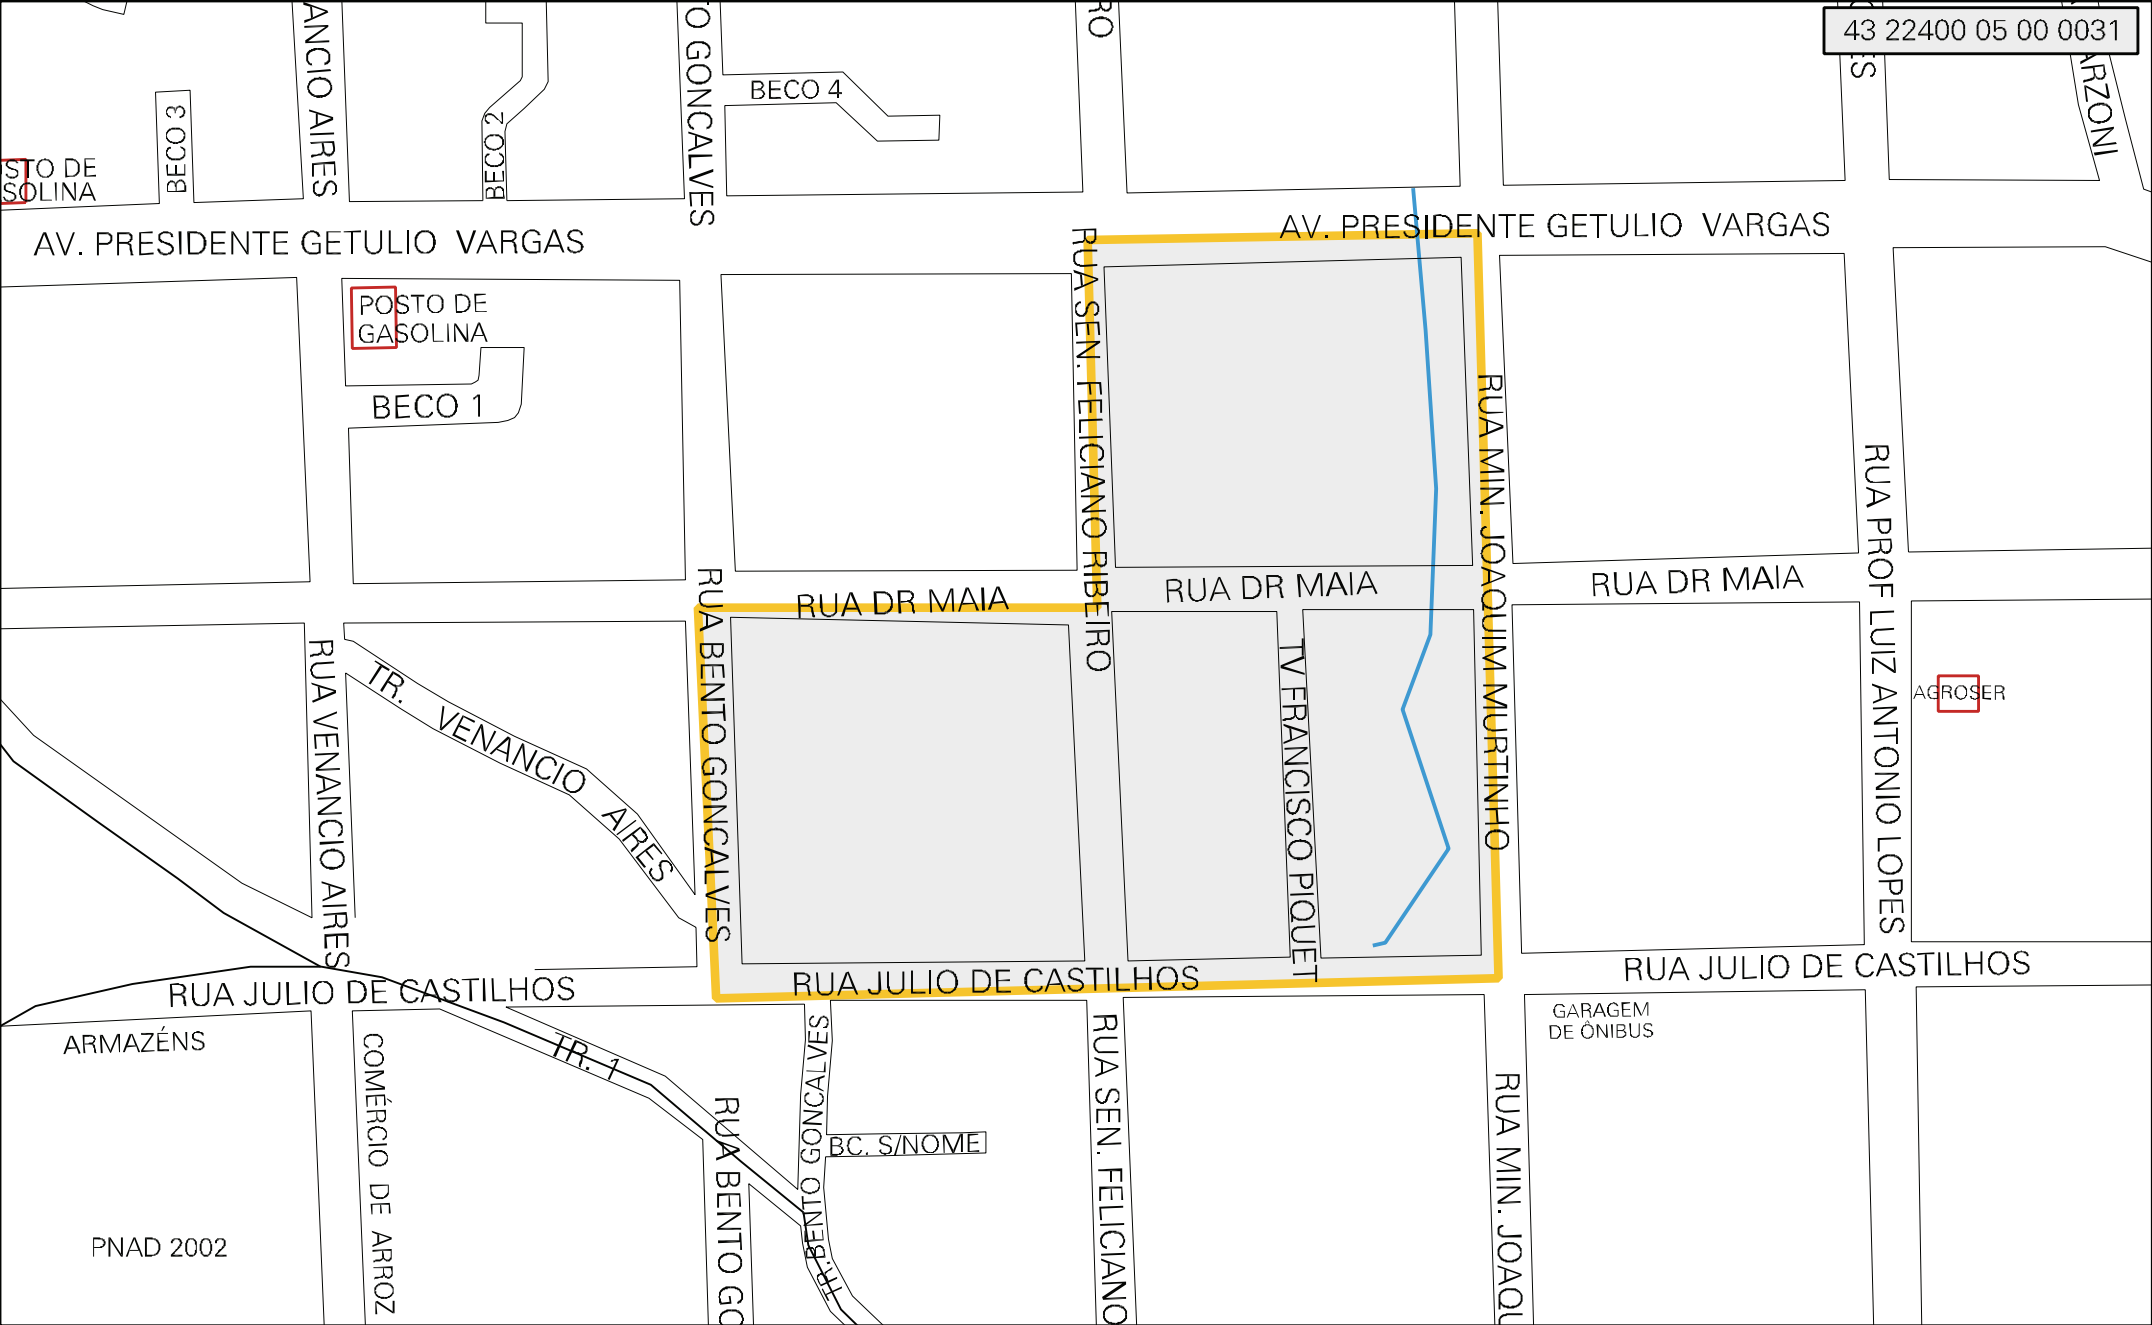 43 22400 05 00 0031
ANCIO AIRES
O GONCALVES
RO
ES
ARZONI
BECO 3
BECO 2
BECO 4
STO DE
SOLINA
AV. PRESIDENTE GETULIO VARGAS
AV. PRESIDENTE GETULIO VARGAS
POSTO DE
GASOLINA
BECO 1
RUA SEN. FELICIANO RIBEIRO
RUA MIN. JOAQUIM MURTINHO
RUA PROF LUIZ ANTONIO LOPES
RUA DR MAIA
RUA DR MAIA
RUA DR MAIA
RUA BENTO GONCALVES
RUA VENANCIO AIRES
TR. VENANCIO AIRES
TV FRANCISCO PIQUET
AGROSER
RUA JULIO DE CASTILHOS
RUA JULIO DE CASTILHOS
RUA JULIO DE CASTILHOS
ARMAZÉNS
COMÉRCIO DE ARROZ
TR. 1
TR. BENTO GONCALVES
BC. S/NOME
RUA BENTO GO
RUA SEN. FELICIANO
RUA MIN. JOAQU
GARAGEM
DE ÔNIBUS
PNAD 2002